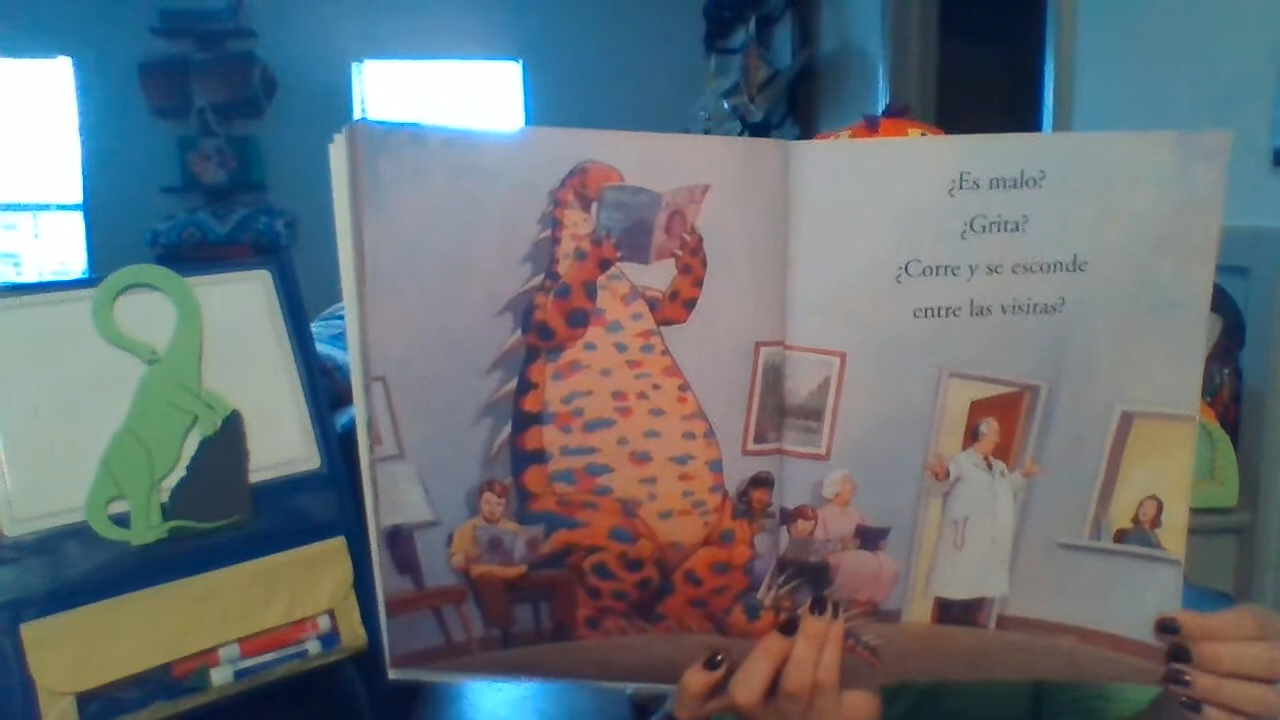 ¿Es malo?
¿Grita?
¿Corre y se esconde
entre las visitas?